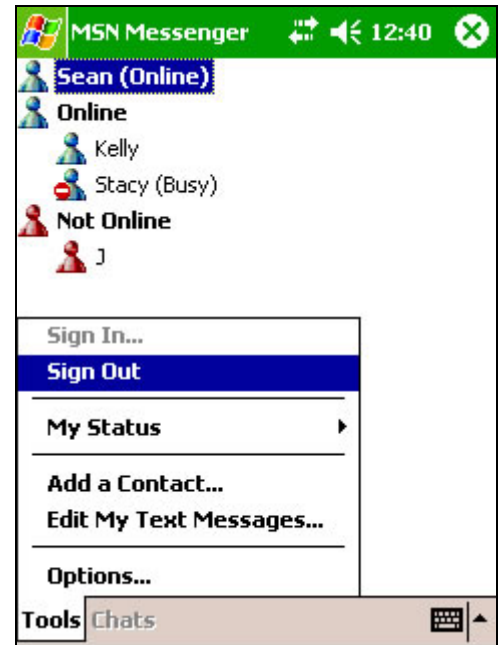 MSN Messenger 12:40
Sean (Online)
Online
Kelly
Stacy (Busy)
Not Online
J
Sign In...
Sign Out
My Status
Add a Contact...
Edit My Text Messages...
Options...
Tools Chats